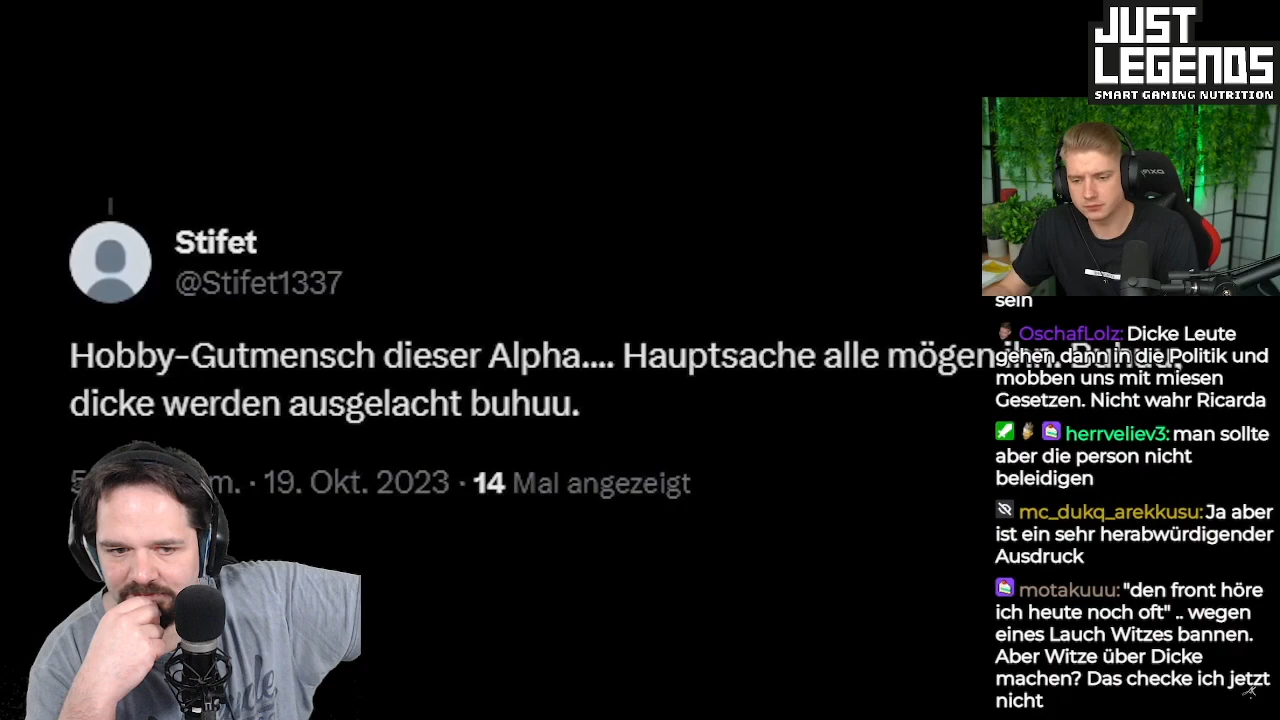 JUST
LEGENDS
SMART GAMING NUTRITION
Stifet
@Stifet1337
Hobby-Gutmensch dieser Alpha.... Hauptsache alle mögen ihn. Buhuu,
dicke werden ausgelacht buhuu.
m. · 19. Okt. 2023 · 14 Mal angezeigt
sein
OschafLolz: Dicke Leute
gehen dann in die Politik und
mobben uns mit miesen
Gesetzen. Nicht wahr Ricarda
herrveliev3: man sollte
aber die person nicht
beleidigen
mc_dukq_arekkusu: Ja aber
ist ein sehr herabwürdigender
Ausdruck
motakuuu: "den front höre
ich heute noch oft" .. wegen
eines Lauch Witzes bannen.
Aber Witze über Dicke
machen? Das checke ich jetzt
nicht